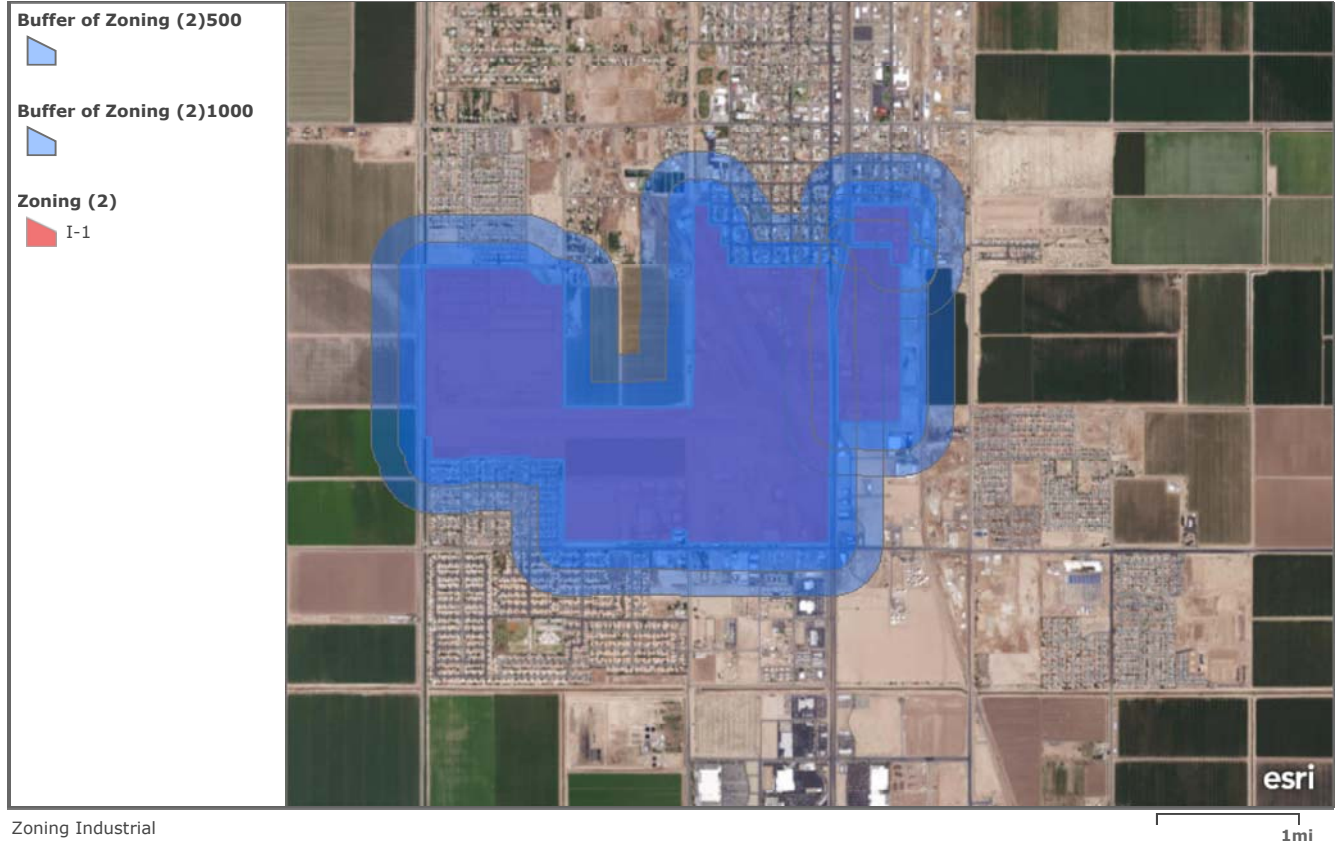 Buffer of Zoning (2)500
Buffer of Zoning (2)1000
Zoning (2)
I-1
esri
Zoning Industrial
1mi